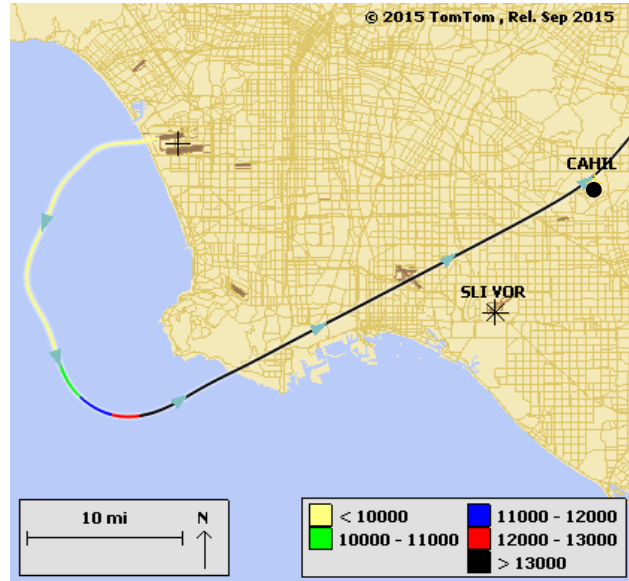 © 2015 TomTom , Rel. Sep 2015
CAHIL
SLI VOR
10 mi
N
< 10000
11000 - 12000
10000 - 11000
12000 - 13000
> 13000